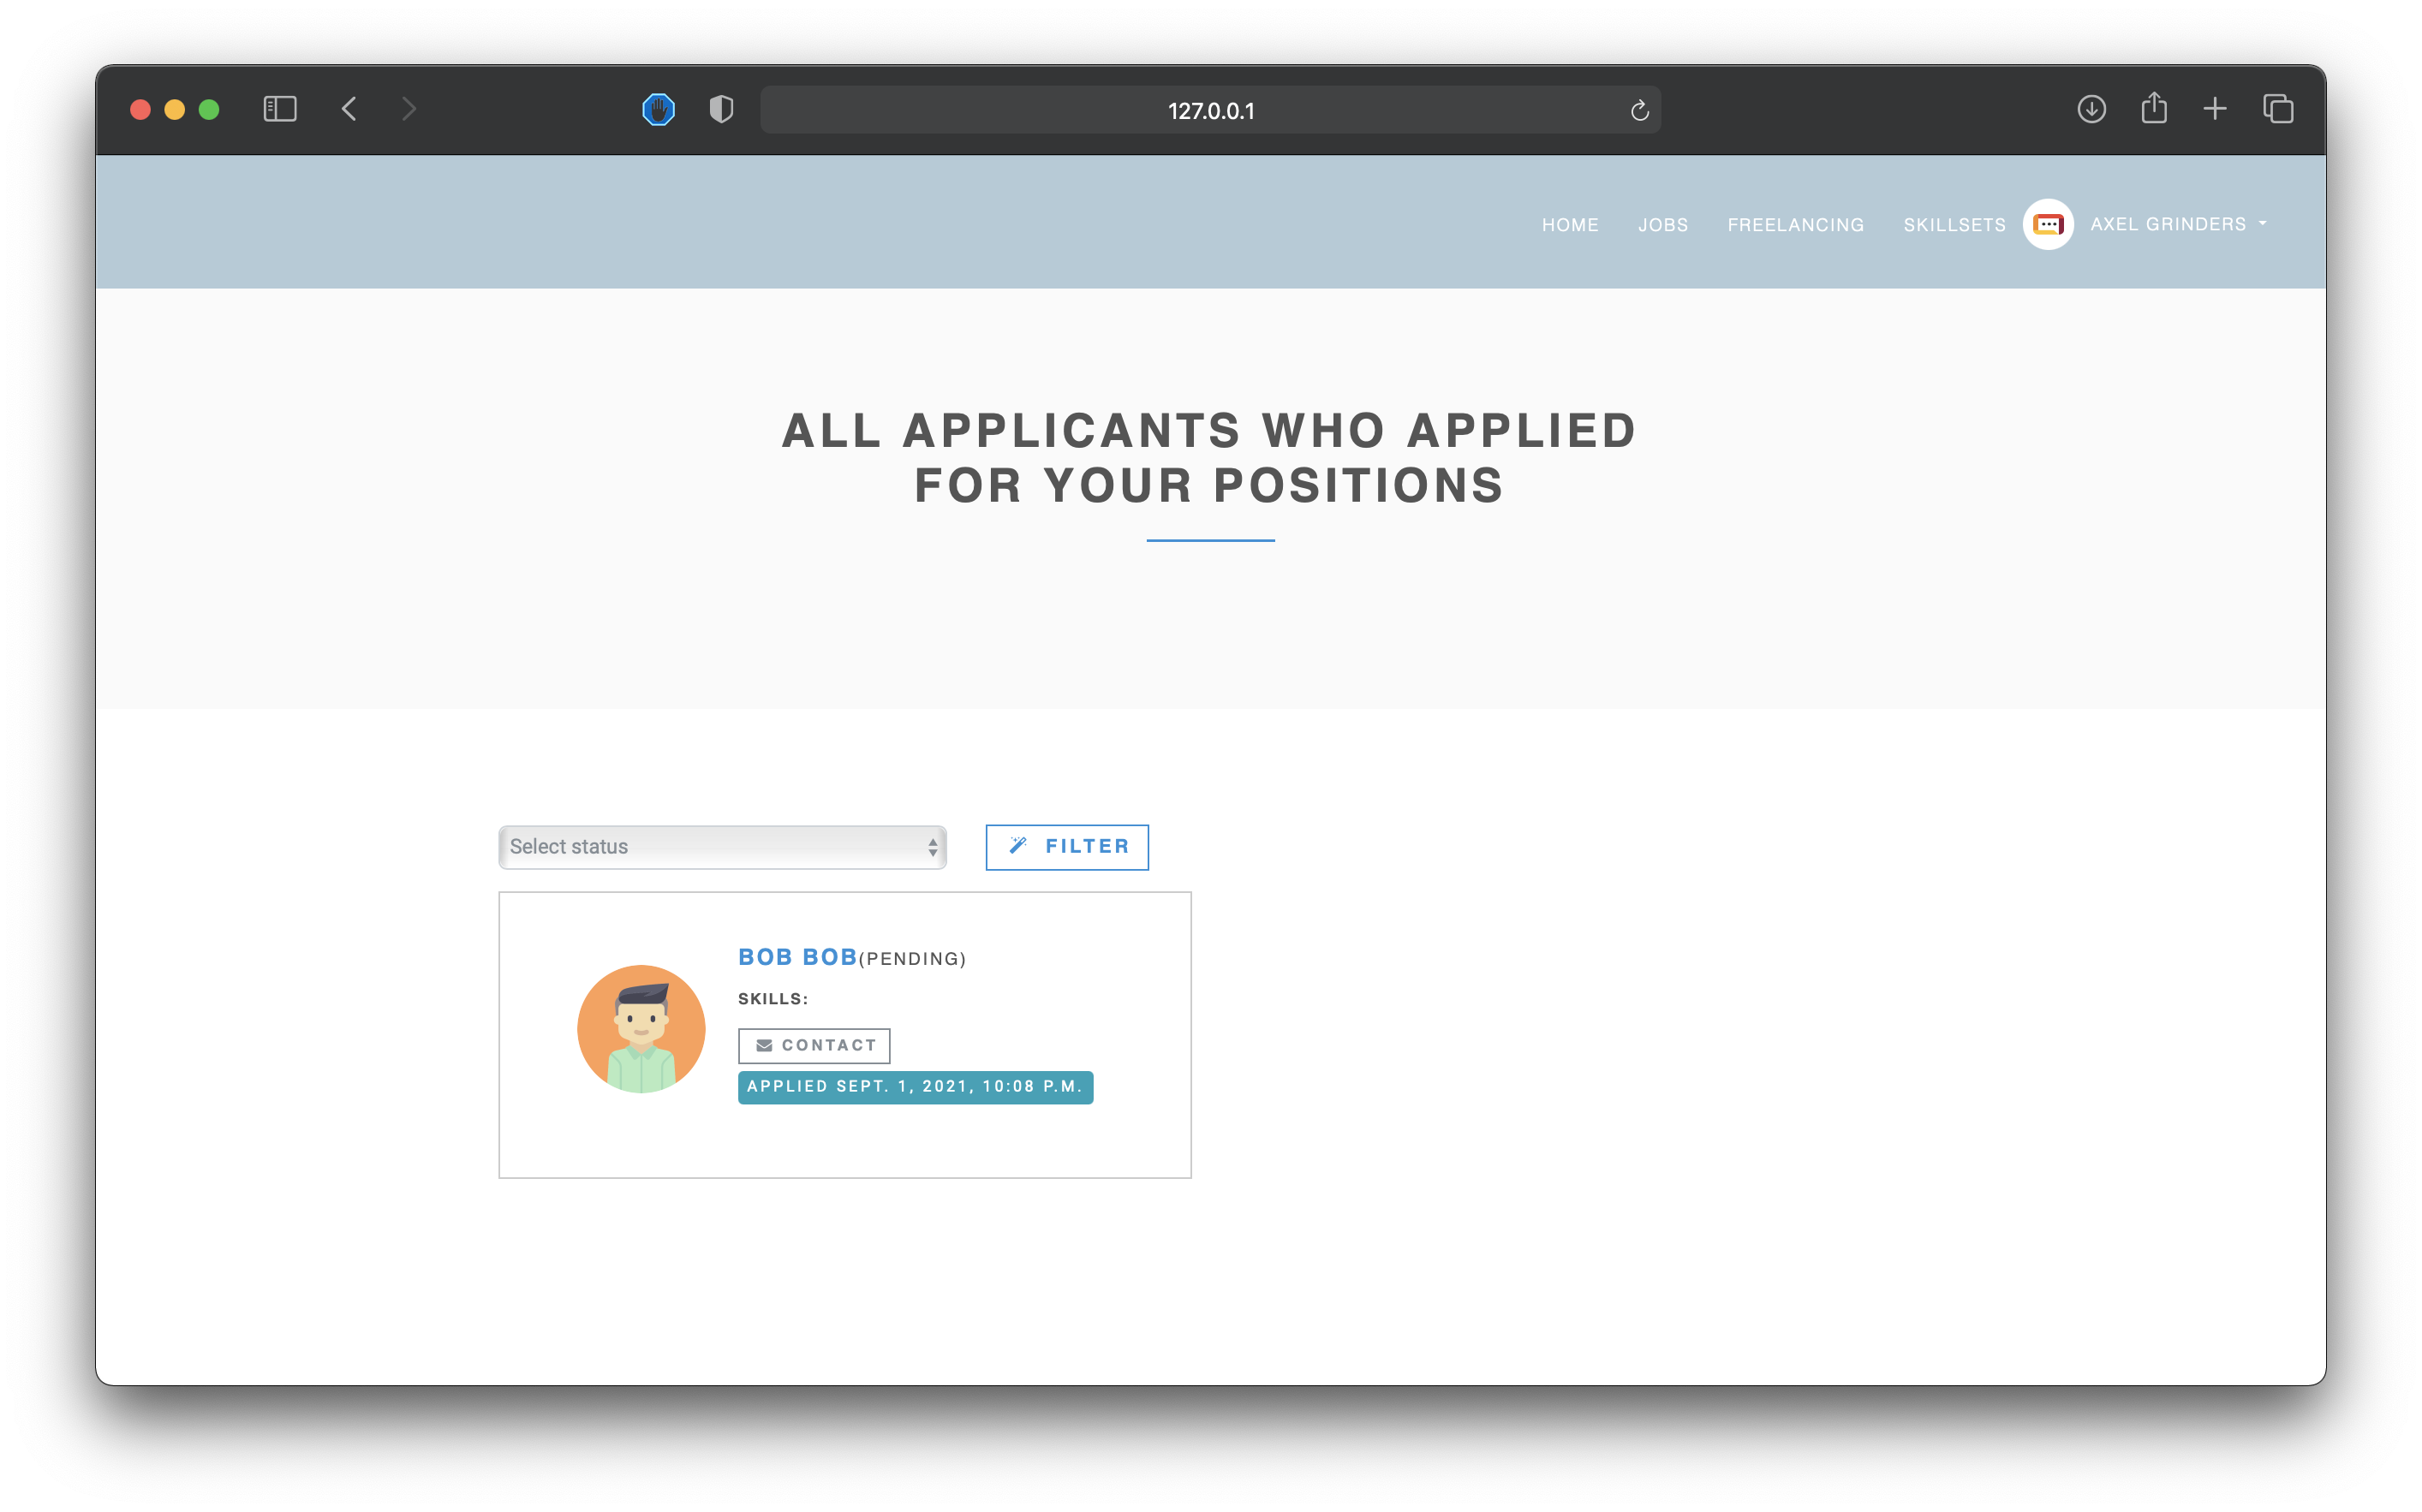 127.0.0.1
HOME JOBS FREELANCING SKILLSETS AXEL GRINDERS
ALL APPLICANTS WHO APPLIED
FOR YOUR POSITIONS
Select status FILTER
BOB BOB(PENDING)
SKILLS:
CONTACT
APPLIED SEPT. 1, 2021, 10:08 P.M.